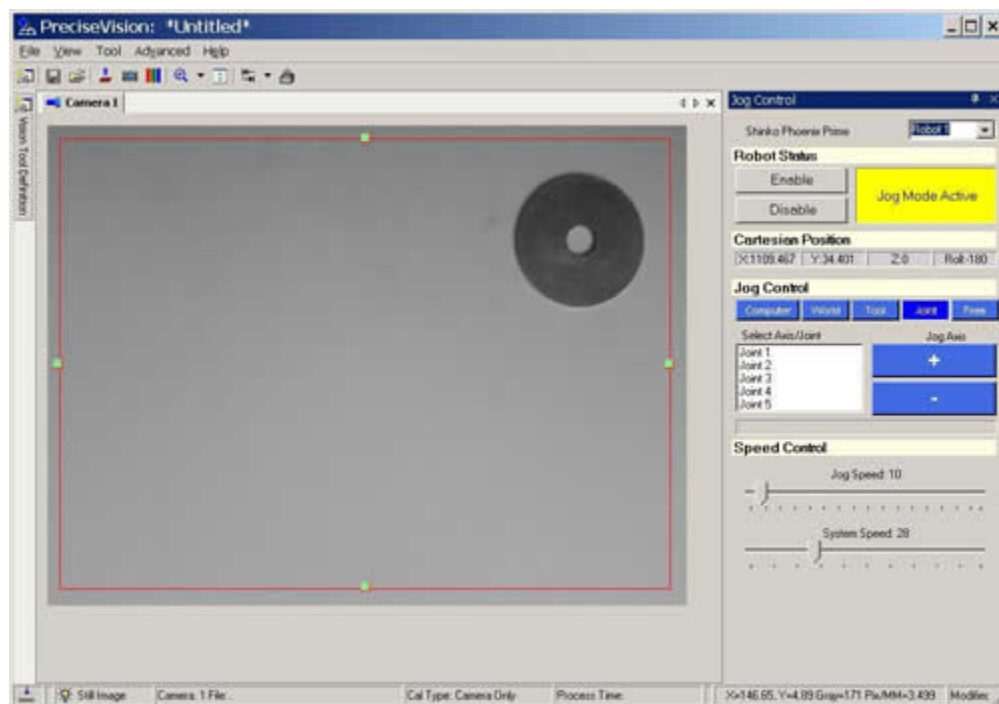 PreciseVision: *Untitled*
File View Tool Advanced Help
Camera 1
Vision Tool Definition
Jog Control
Shinko Phoenix Prime Robot 1
Robot Status
Enable
Disable
Jog Mode Active
Cartesian Position
X:1109.467 Y:34.401 Z:0 Roll:-180
Jog Control
Computer World Tool Joint Free
Select Axis/Joint Jog Axis
Joint 1
Joint 2
Joint 3
Joint 4
Joint 5
+
-
Speed Control
Jog Speed: 10
System Speed: 28
Still Image Camera: 1 File: Cal Type: Camera Only Process Time: X=146.65, Y=4.89 Gray=171 Pix/MM=3.499 Modifiec